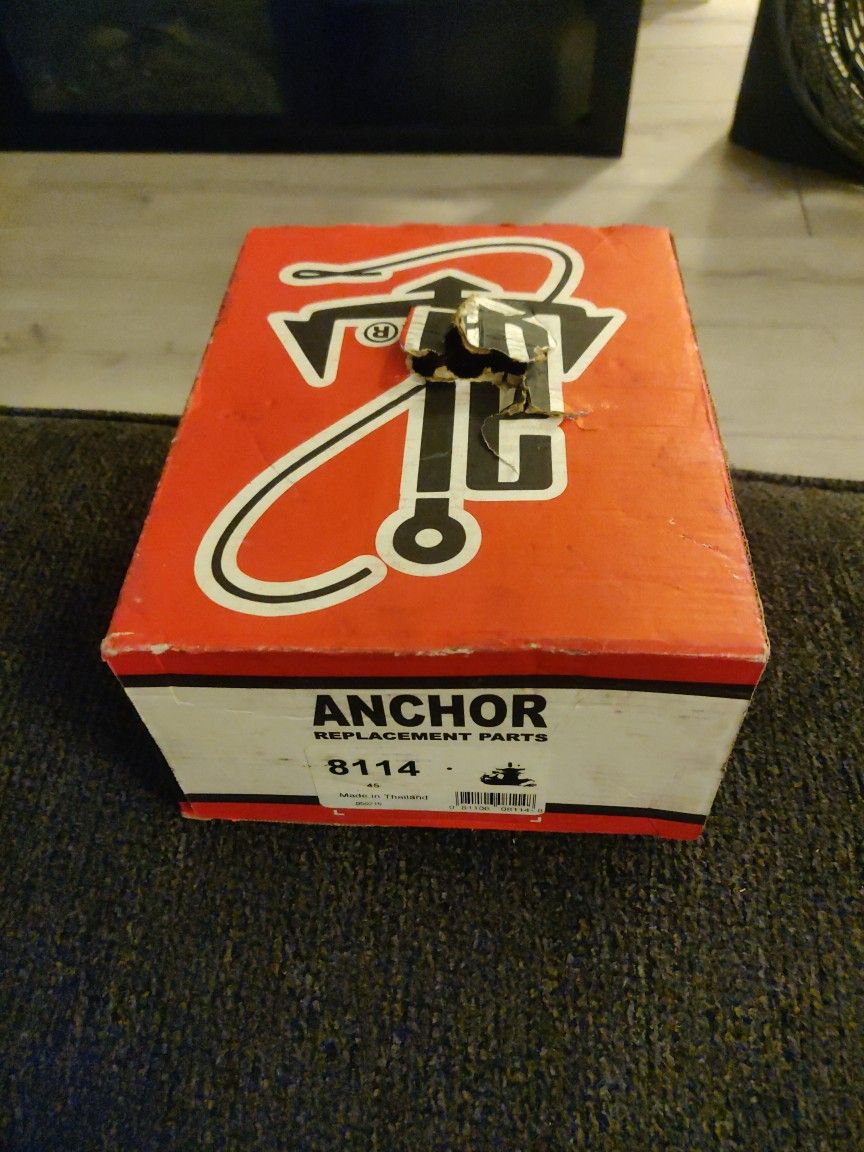 ®
ANCHOR
REPLACEMENT PARTS
8114
45
Made in Thailand